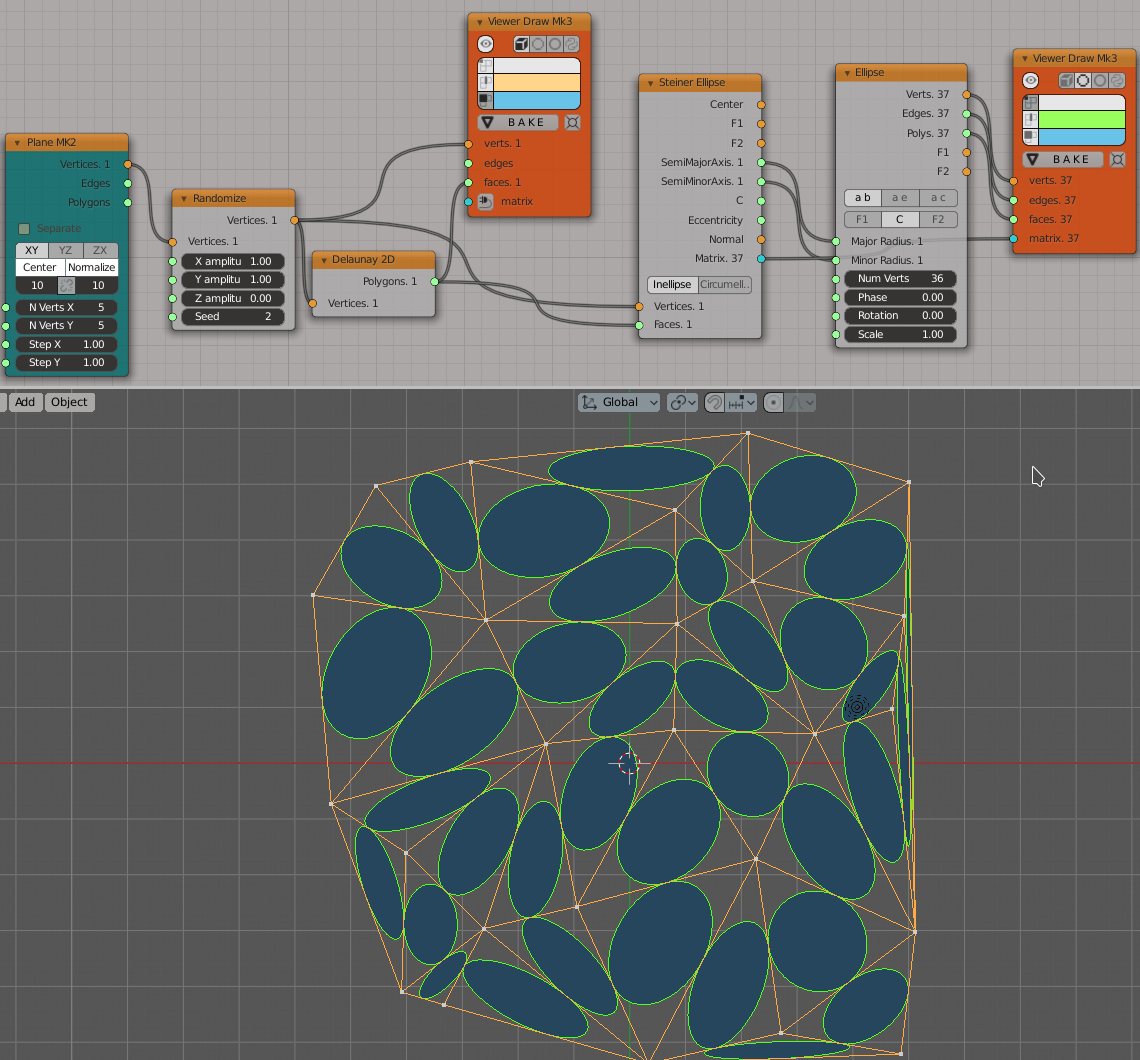 Plane MK2
Vertices. 1
Edges
Polygons
Separate
XY YZ ZX
Center Normalize
10 10
N Verts X 5
N Verts Y 5
Step X 1.00
Step Y 1.00
Randomize
Vertices. 1
Vertices. 1
X amplitu 1.00
Y amplitu 1.00
Z amplitu 0.00
Seed 2
Delaunay 2D
Polygons. 1
Vertices. 1
Viewer Draw Mk3
BAKE
verts. 1
edges
faces. 1
matrix
Steiner Ellipse
Center
F1
F2
SemiMajorAxis. 1
SemiMinorAxis. 1
C
Eccentricity
Normal
Matrix. 37
Inellipse Circumell..
Vertices. 1
Faces. 1
Ellipse
Verts. 37
Edges. 37
Polys. 37
F1
F2
a b a e a c
F1 C F2
Major Radius. 1
Minor Radius. 1
Num Verts 36
Phase 0.00
Rotation 0.00
Scale 1.00
Viewer Draw Mk3
BAKE
verts. 37
edges. 37
faces. 37
matrix. 37
Add Object
Global